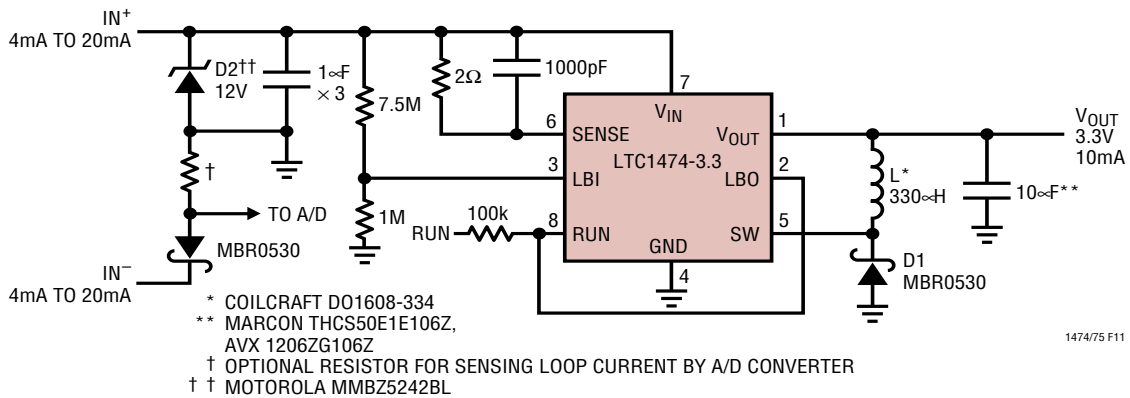 IN+
4mA TO 20mA
D2††
12V
1∝F
× 3
7.5M
2Ω
1000pF
7
VIN
6
SENSE
VOUT
1
VOUT
3.3V
10mA
LTC1474-3.3
3
LBI
LBO
2
L*
330∝H
10∝F**
†
TO A/D
1M
100k
RUN
8
RUN
SW
5
GND
4
MBR0530
D1
MBR0530
IN−
4mA TO 20mA
* COILCRAFT DO1608-334
** MARCON THCS50E1E106Z,
AVX 1206ZG106Z
† OPTIONAL RESISTOR FOR SENSING LOOP CURRENT BY A/D CONVERTER
† † MOTOROLA MMBZ5242BL
1474/75 F11